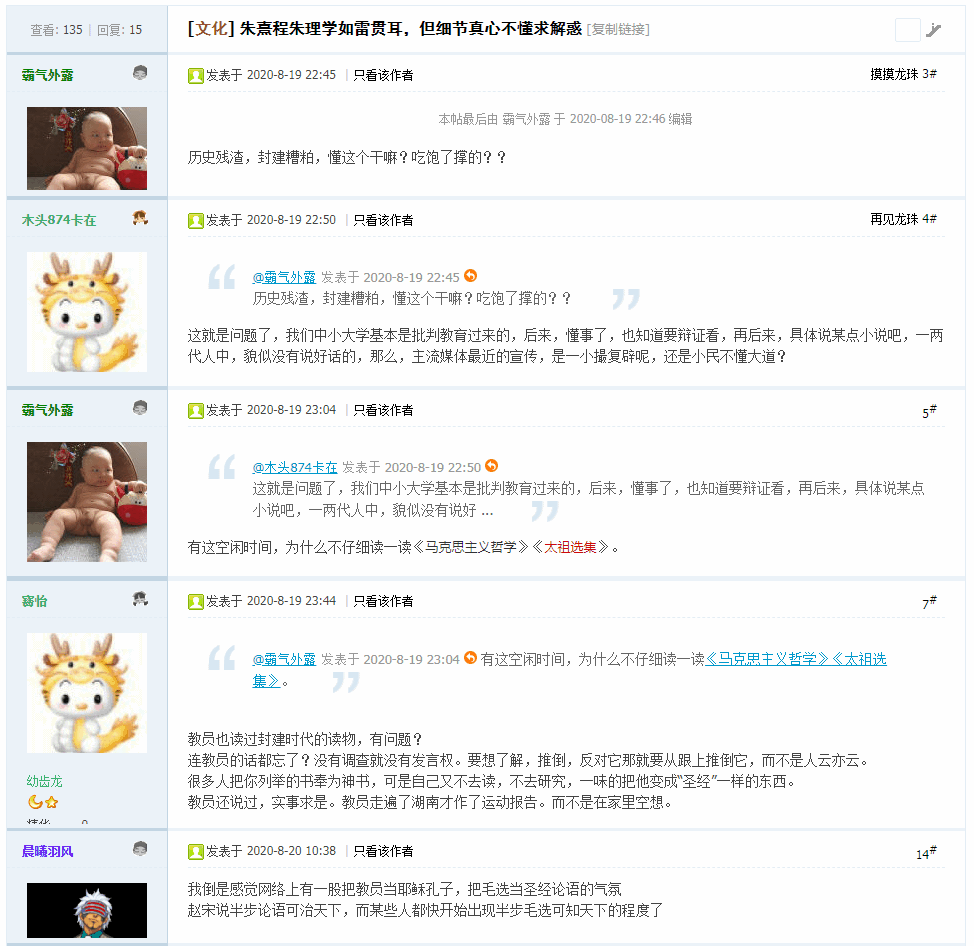 查看: 135 | 回复: 15
[文化] 朱熹程朱理学如雷贯耳，但细节真心不懂求解惑 [复制链接]
霸气外露
发表于 2020-8-19 22:45 | 只看该作者
摸摸龙珠 3#
本帖最后由 霸气外露 于 2020-08-19 22:46 编辑
历史残渣，封建糟粕，懂这个干嘛？吃饱了撑的？？
木头874卡在
发表于 2020-8-19 22:50 | 只看该作者
再见龙珠 4#
@霸气外露 发表于 2020-8-19 22:45
历史残渣，封建糟粕，懂这个干嘛？吃饱了撑的？？
这就是问题了，我们中小大学基本是批判教育过来的，后来，懂事了，也知道要辩证看，再后来，具体说某点小说吧，一两
代人中，貌似没有说好话的，那么，主流媒体最近的宣传，是一小撮复辟呢，还是小民不懂大道？
霸气外露
发表于 2020-8-19 23:04 | 只看该作者
5#
@木头874卡在 发表于 2020-8-19 22:50
这就是问题了，我们中小大学基本是批判教育过来的，后来，懂事了，也知道要辩证看，再后来，具体说某点
小说吧，一两代人中，貌似没有说好 ...
有这空闲时间，为什么不仔细读一读《马克思主义哲学》《太祖选集》。
寳怡
发表于 2020-8-19 23:44 | 只看该作者
7#
@霸气外露 发表于 2020-8-19 23:04 有这空闲时间，为什么不仔细读一读《马克思主义哲学》《太祖选
集》。
教员也读过封建时代的读物，有问题？
连教员的话都忘了？没有调查就没有发言权。要想了解，推倒，反对它那就要从跟上推倒它，而不是人云亦云。
很多人把你列举的书奉为神书，可是自己又不去读，不去研究，一味的把他变成“圣经”一样的东西。
教员还说过，实事求是。教员走遍了湖南才作了运动报告。而不是在家里空想。
幼齿龙
晨曦羽风
发表于 2020-8-20 10:38 | 只看该作者
14#
我倒是感觉网络上有一股把教员当耶稣孔子，把毛选当圣经论语的气氛
赵宋说半步论语可治天下，而某些人都快开始出现半步毛选可知天下的程度了